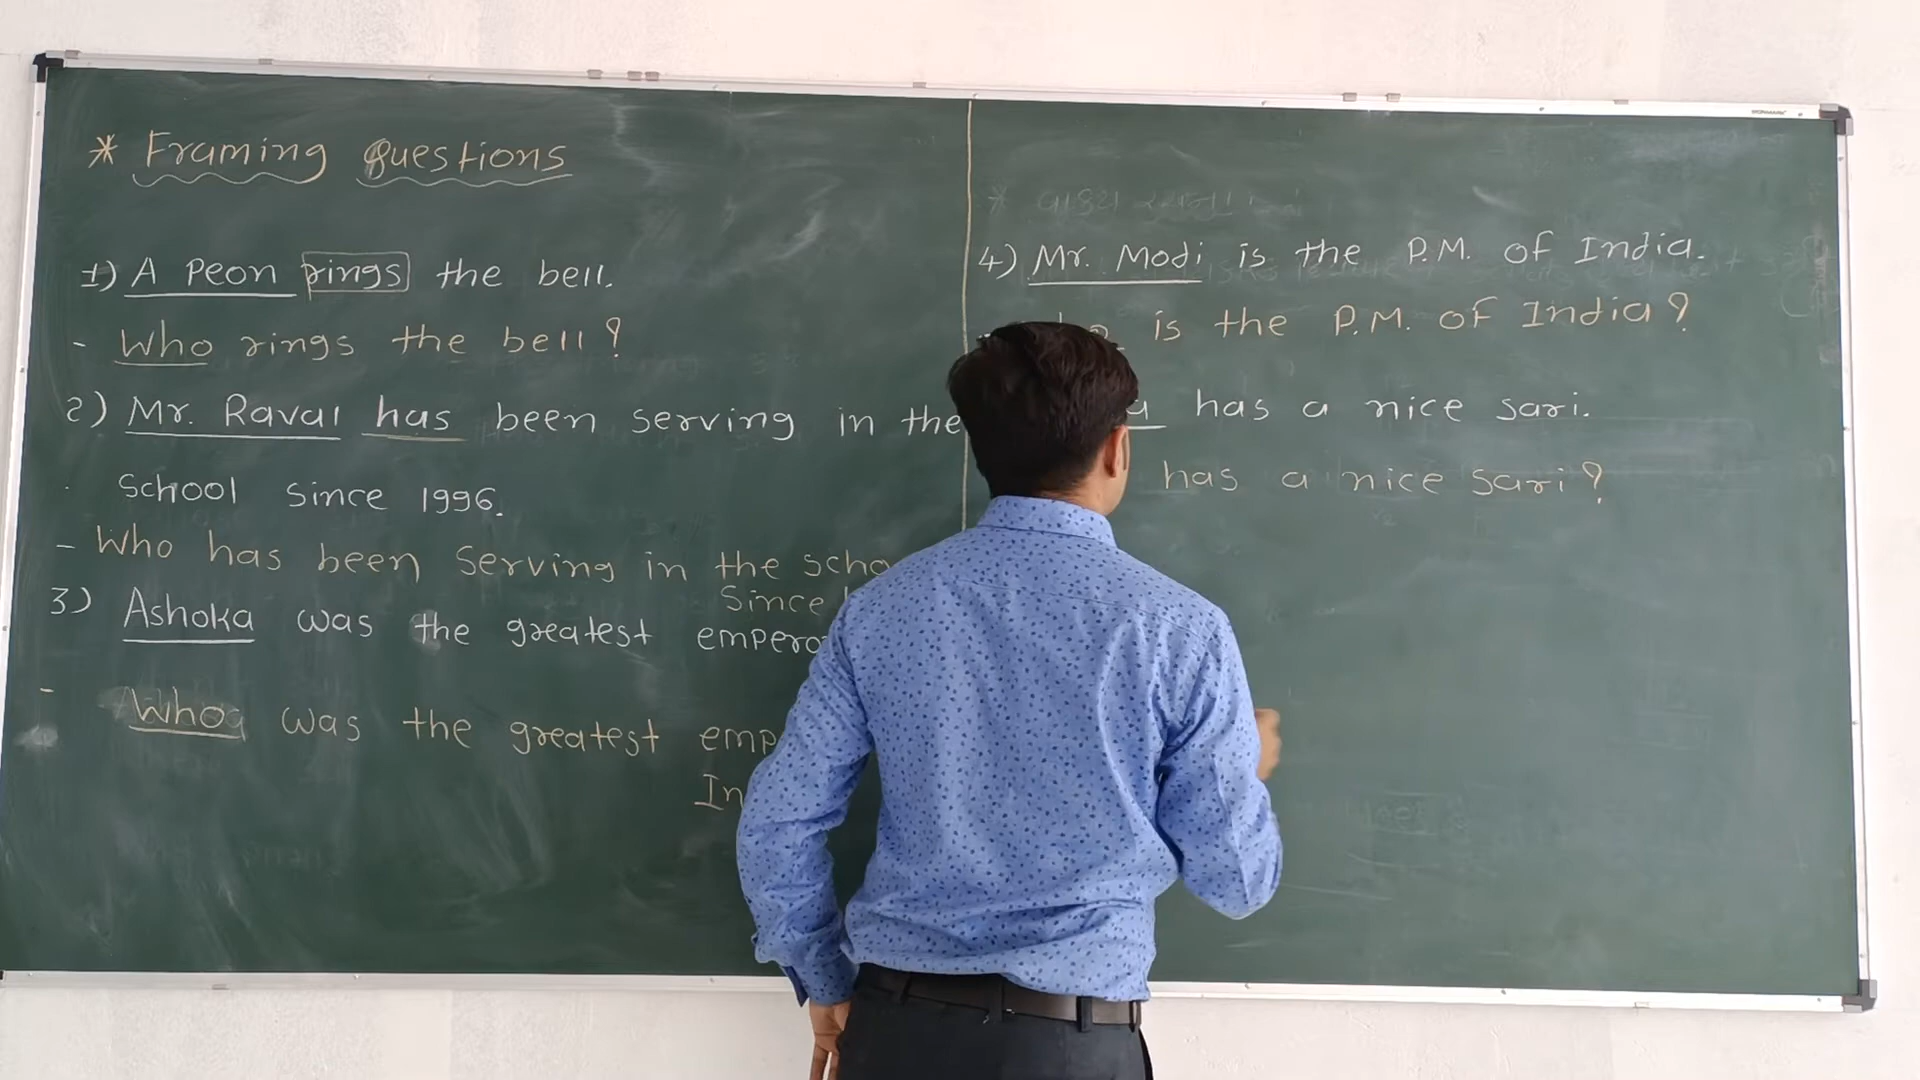 * Framing Questions
1) A Peon rings the bell.
- Who rings the bell?
2) Mr. Raval has been serving in the
School Since 1996.
- Who has been serving in the
Since
3) Ashoka was the greatest
- Who was the greatest
4) Mr. Modi is the P.M. of India.
is the P.M. of India?
has a nice sari.
has a nice sari?